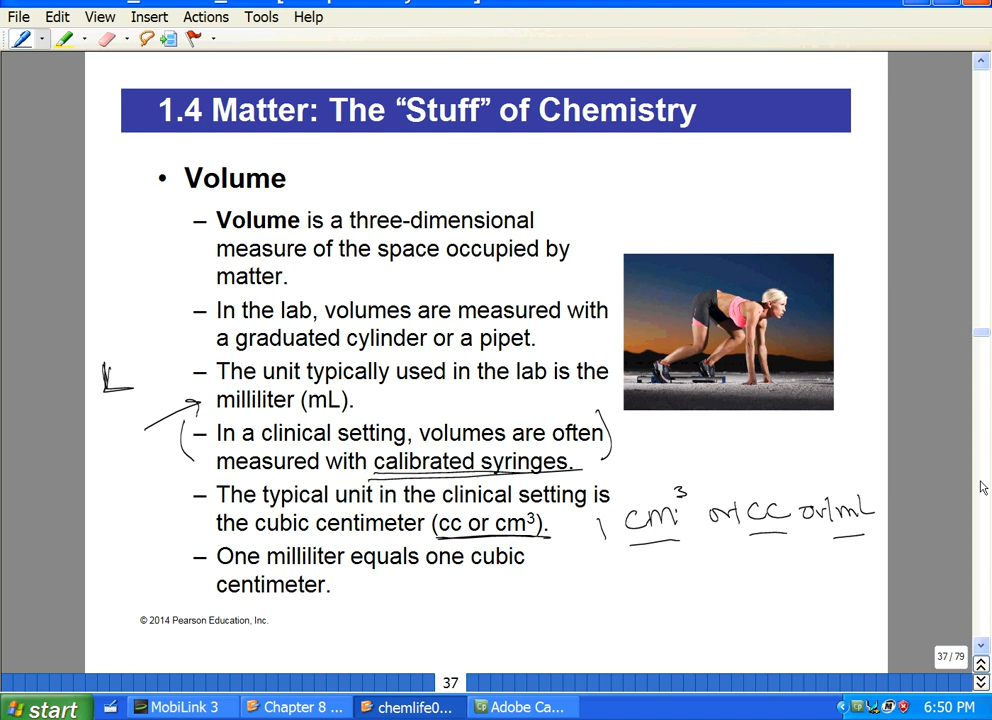 File Edit View Insert Actions Tools Help
1.4 Matter: The “Stuff” of Chemistry
• Volume
– Volume is a three-dimensional
measure of the space occupied by
matter.
– In the lab, volumes are measured with
a graduated cylinder or a pipet.
– The unit typically used in the lab is the
milliliter (mL).
L
– In a clinical setting, volumes are often
measured with calibrated syringes.
– The typical unit in the clinical setting is
the cubic centimeter (cc or cm³).
1 cm³ or 1 cc or 1 mL
– One milliliter equals one cubic
centimeter.
© 2014 Pearson Education, Inc.
37 / 79
37
start MobiLink 3 Chapter 8 ... chemlife0... Adobe Ca... 6:50 PM